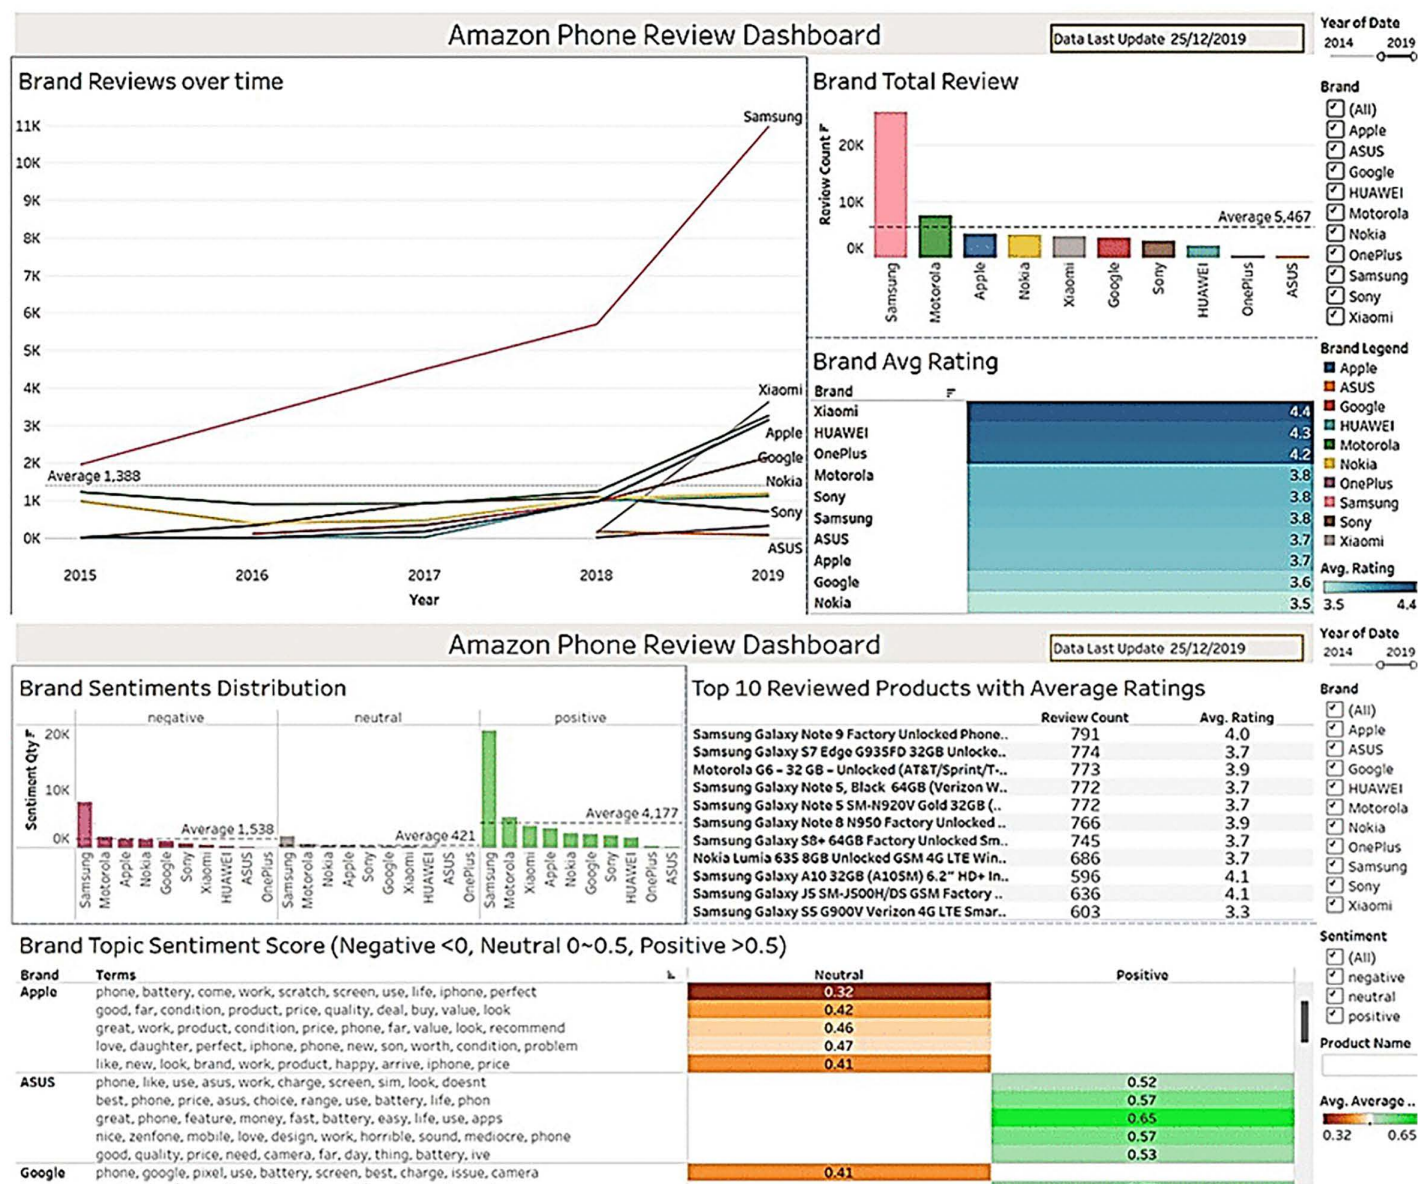 Amazon Phone Review Dashboard
Data Last Update 25/12/2019
Year of Date
2014 2019
Brand Reviews over time
11K
10K
9K
8K
7K
6K
5K
4K
3K
2K
1K
0K
Samsung
Xiaomi
Apple
Google
Nokia
Sony
ASUS
Average 1,388
2015 2016 2017 2018 2019
Year
Brand Total Review
Review Count
20K
10K
0K
Average 5,467
Samsung
Motorola
Apple
Nokia
Xiaomi
Google
Sony
HUAWEI
OnePlus
ASUS
Brand Avg Rating
Brand
Xiaomi 4.4
HUAWEI 4.3
OnePlus 4.2
Motorola 3.8
Sony 3.8
Samsung 3.8
ASUS 3.7
Apple 3.7
Google 3.6
Nokia 3.5
Brand
(All)
Apple
ASUS
Google
HUAWEI
Motorola
Nokia
OnePlus
Samsung
Sony
Xiaomi
Brand Legend
Apple
ASUS
Google
HUAWEI
Motorola
Nokia
OnePlus
Samsung
Sony
Xiaomi
Avg. Rating
3.5 4.4
Amazon Phone Review Dashboard
Data Last Update 25/12/2019
Year of Date
2014 2019
Brand Sentiments Distribution
negative neutral positive
Sentiment Qty
20K
10K
0K
Average 1,538
Average 421
Average 4,177
Samsung
Motorola
Apple
Nokia
Google
Sony
Xiaomi
HUAWEI
ASUS
OnePlus
Samsung
Motorola
Nokia
Apple
Sony
Google
Xiaomi
HUAWEI
ASUS
OnePlus
Samsung
Motorola
Xiaomi
Apple
Nokia
Google
Sony
HUAWEI
OnePlus
ASUS
Top 10 Reviewed Products with Average Ratings
Review Count Avg. Rating
Samsung Galaxy Note 9 Factory Unlocked Phone.. 791 4.0
Samsung Galaxy S7 Edge G935FD 32GB Unlocke.. 774 3.7
Motorola G6 – 32 GB – Unlocked (AT&T/Sprint/T-.. 773 3.9
Samsung Galaxy Note 5, Black 64GB (Verizon W.. 772 3.7
Samsung Galaxy Note 5 SM-N920V Gold 32GB (.. 772 3.7
Samsung Galaxy Note 8 N950 Factory Unlocked .. 766 3.9
Samsung Galaxy S8+ 64GB Factory Unlocked Sm.. 745 3.7
Nokia Lumia 635 8GB Unlocked GSM 4G LTE Win.. 686 3.7
Samsung Galaxy A10 32GB (A105M) 6.2" HD+ In.. 596 4.1
Samsung Galaxy J5 SM-J500H/DS GSM Factory .. 636 4.1
Samsung Galaxy S5 G900V Verizon 4G LTE Smar.. 603 3.3
Brand
(All)
Apple
ASUS
Google
HUAWEI
Motorola
Nokia
OnePlus
Samsung
Sony
Xiaomi
Sentiment
(All)
negative
neutral
positive
Product Name
Avg. Average ..
0.32 0.65
Brand Topic Sentiment Score (Negative <0, Neutral 0~0.5, Positive >0.5)
Brand Terms Neutral Positive
Apple phone, battery, come, work, scratch, screen, use, life, iphone, perfect 0.32
good, far, condition, product, price, quality, deal, buy, value, look 0.42
great, work, product, condition, price, phone, far, value, look, recommend 0.46
love, daughter, perfect, iphone, phone, new, son, worth, condition, problem 0.47
like, new, look, brand, work, product, happy, arrive, iphone, price 0.41
ASUS phone, like, use, asus, work, charge, screen, sim, look, doesnt 0.52
best, phone, price, asus, choice, range, use, battery, life, phon 0.57
great, phone, feature, money, fast, battery, easy, life, use, apps 0.65
nice, zenfone, mobile, love, design, work, horrible, sound, mediocre, phone 0.57
good, quality, price, need, camera, far, day, thing, battery, ive 0.53
Google phone, google, pixel, use, battery, screen, best, charge, issue, camera 0.41